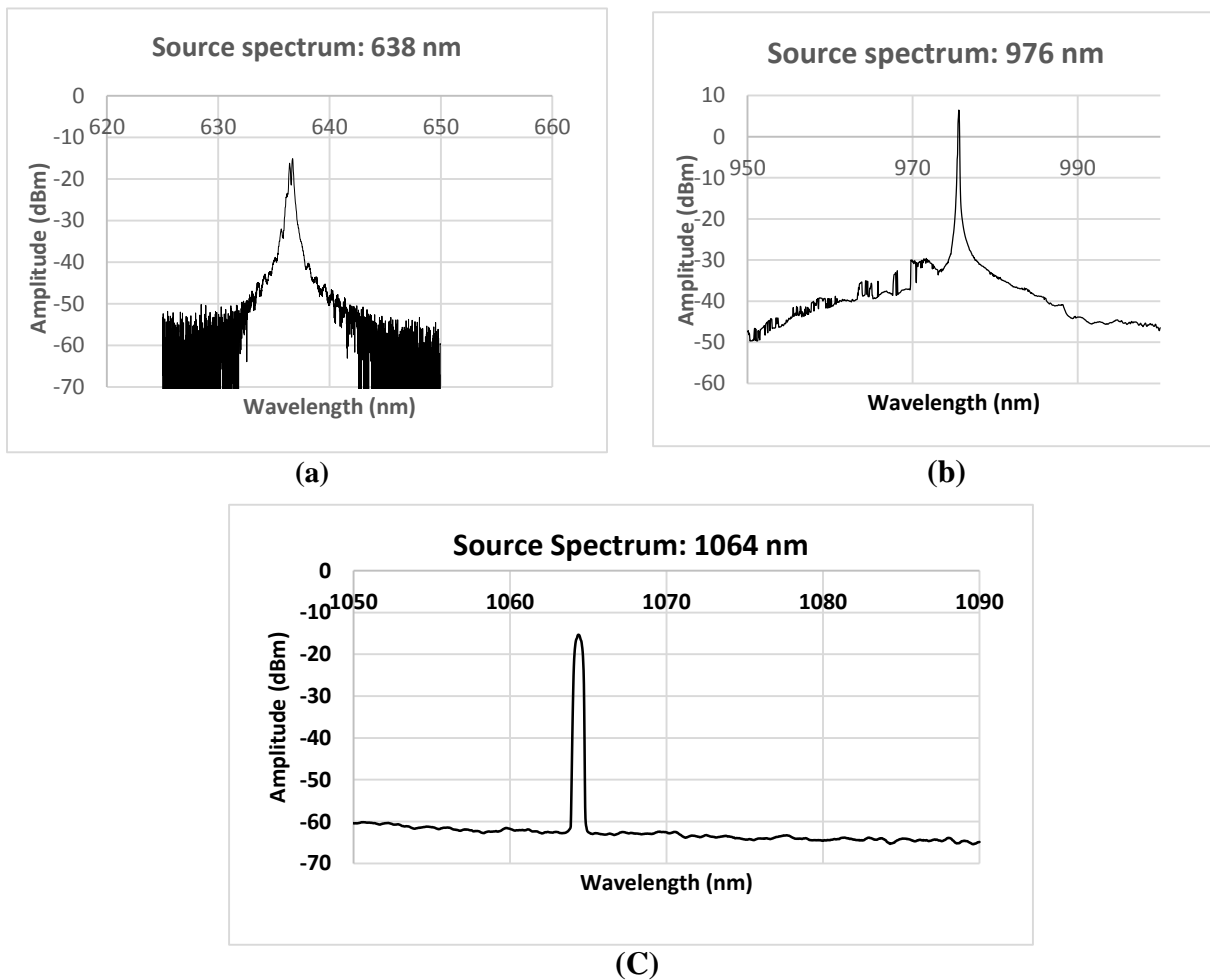 Source spectrum: 638 nm
0
620 630 640 650 660
-10
-20
-30
-40
-50
-60
-70
Amplitude (dBm)
Wavelength (nm)
(a)
Source spectrum: 976 nm
10
0
950 970 990
-10
-20
-30
-40
-50
-60
Amplitude (dBm)
Wavelength (nm)
(b)
Source Spectrum: 1064 nm
0
1050 1060 1070 1080 1090
-10
-20
-30
-40
-50
-60
-70
Amplitude (dBm)
Wavelength (nm)
(C)